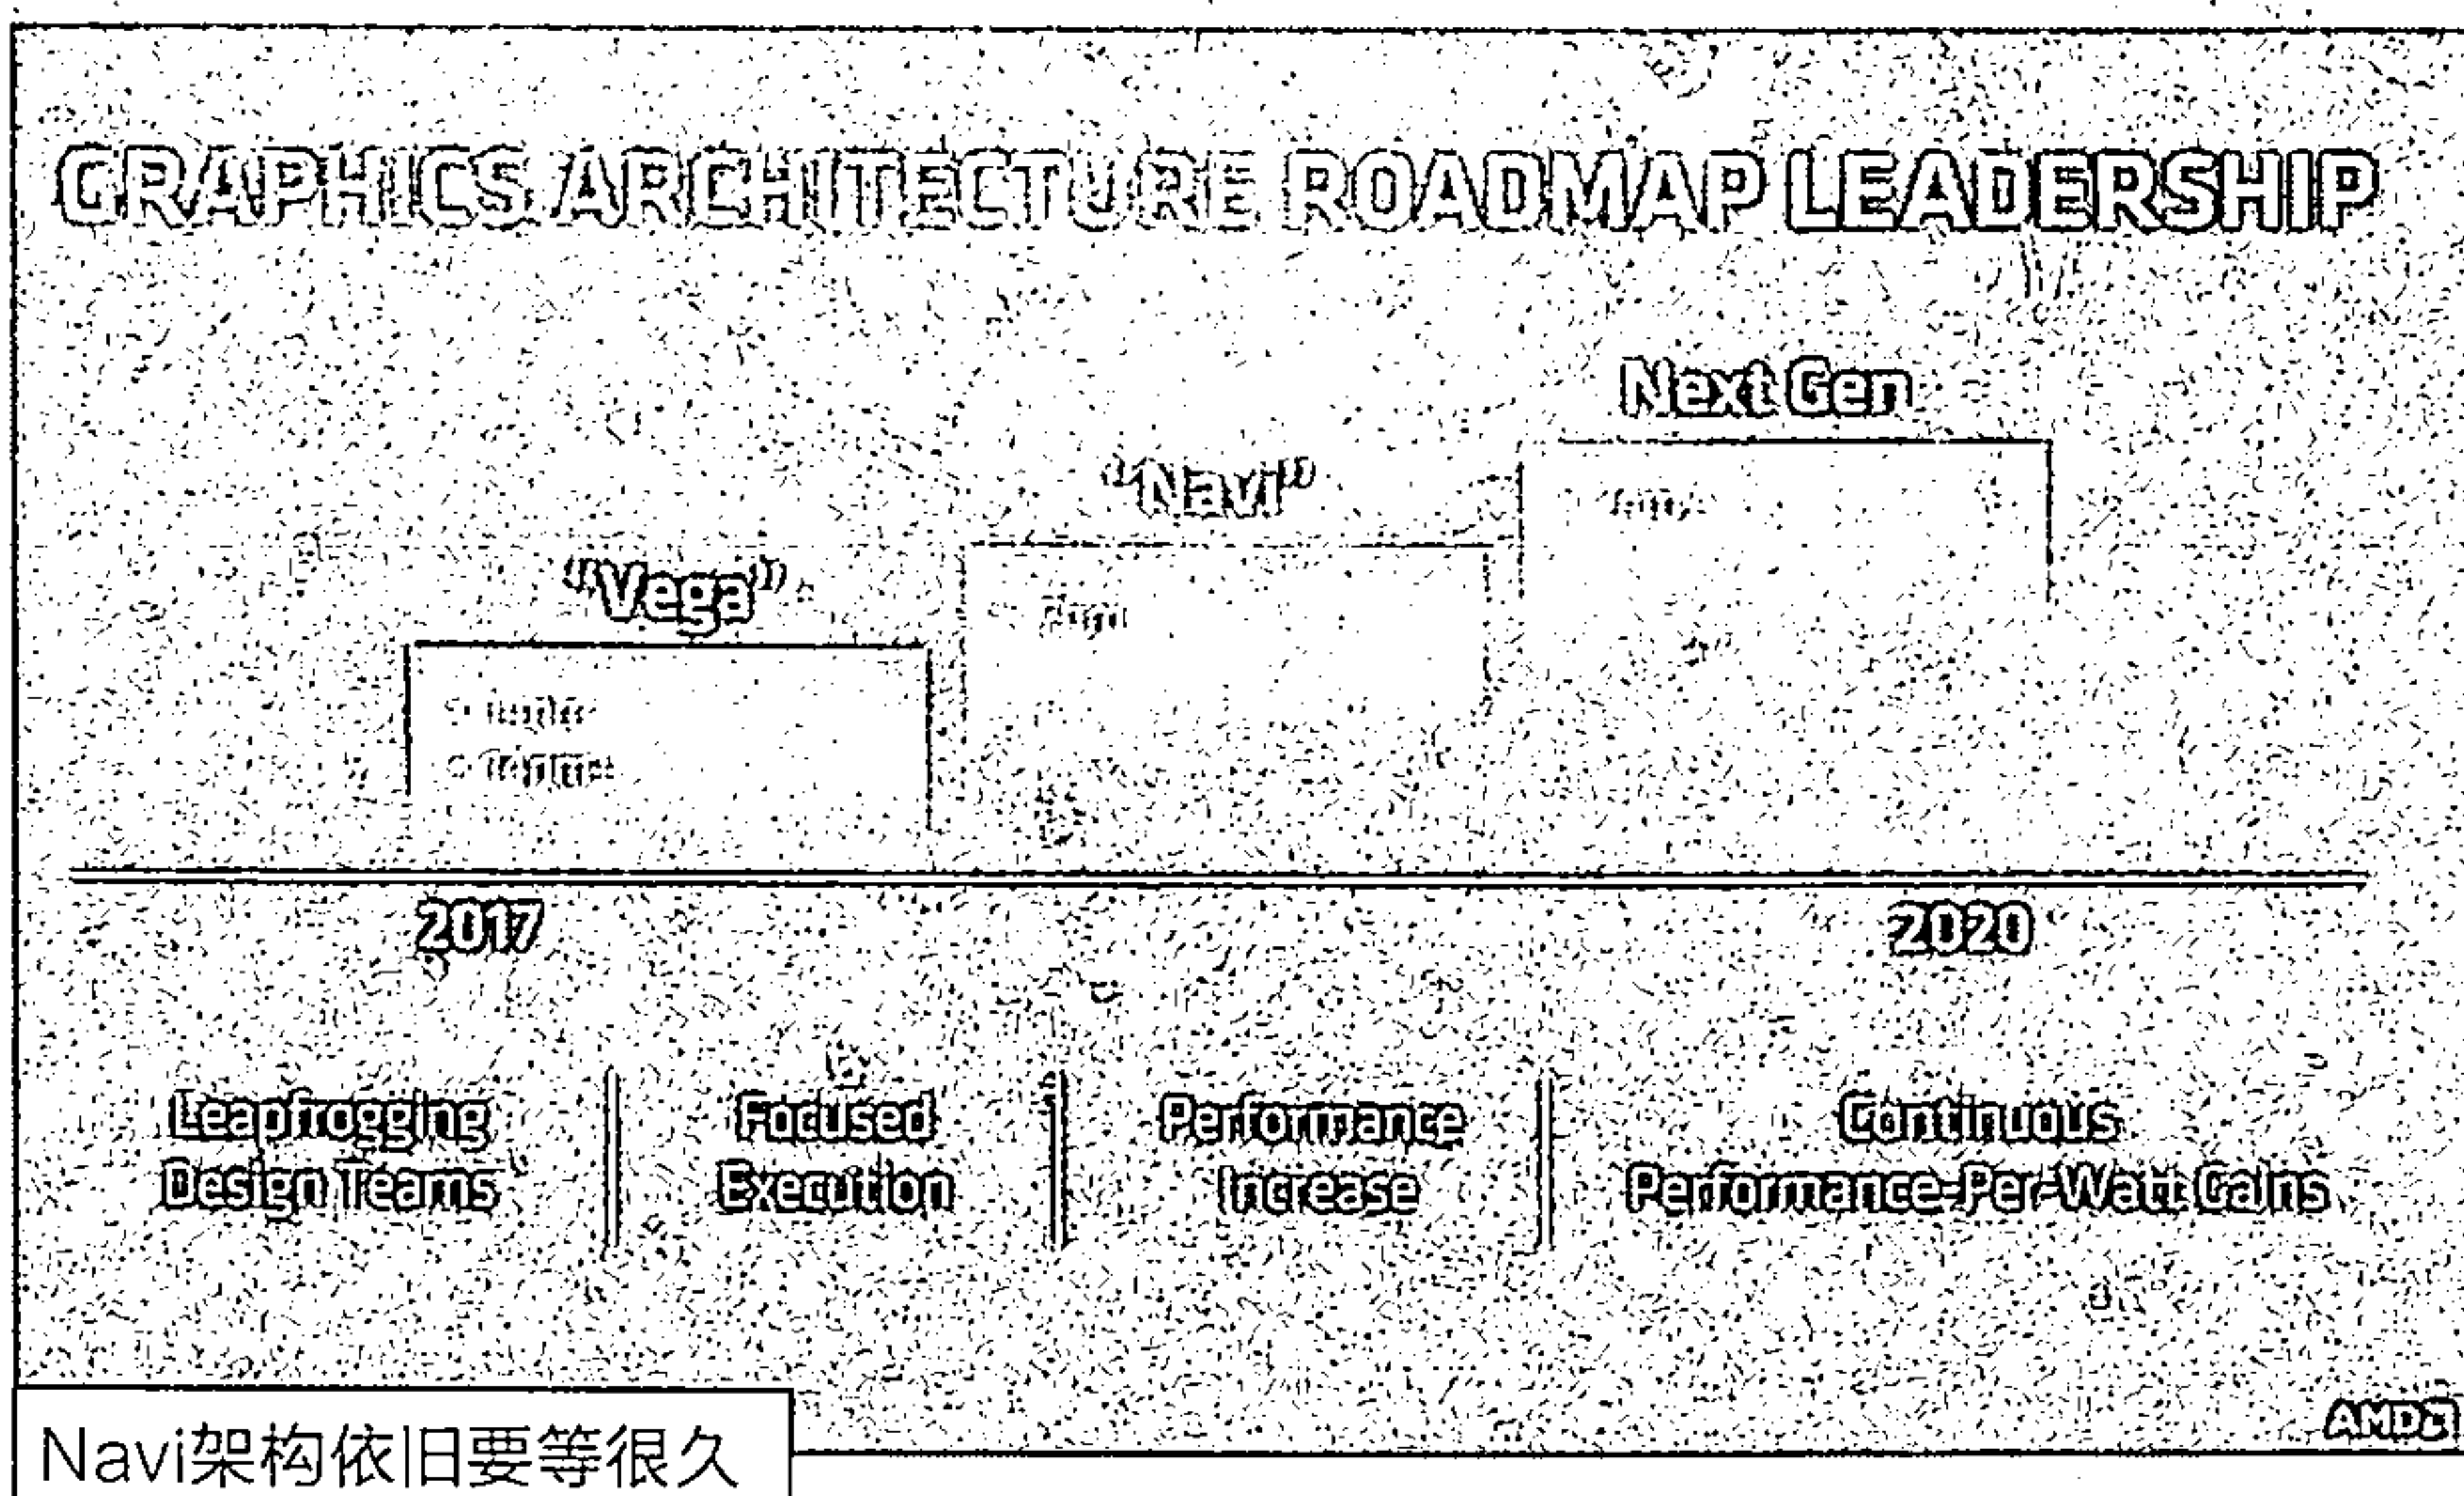 GRAPHICS ARCHITECTURE ROADMAP LEADERSHIP
Next Gen
"Navi"
"Vega"
2017
2020
Leapfrogging
Design Teams
Focused
Execution
Performance
Increase
Continuous
Performance-Per-Watt Gains
AMD
Navi架构依旧要等很久